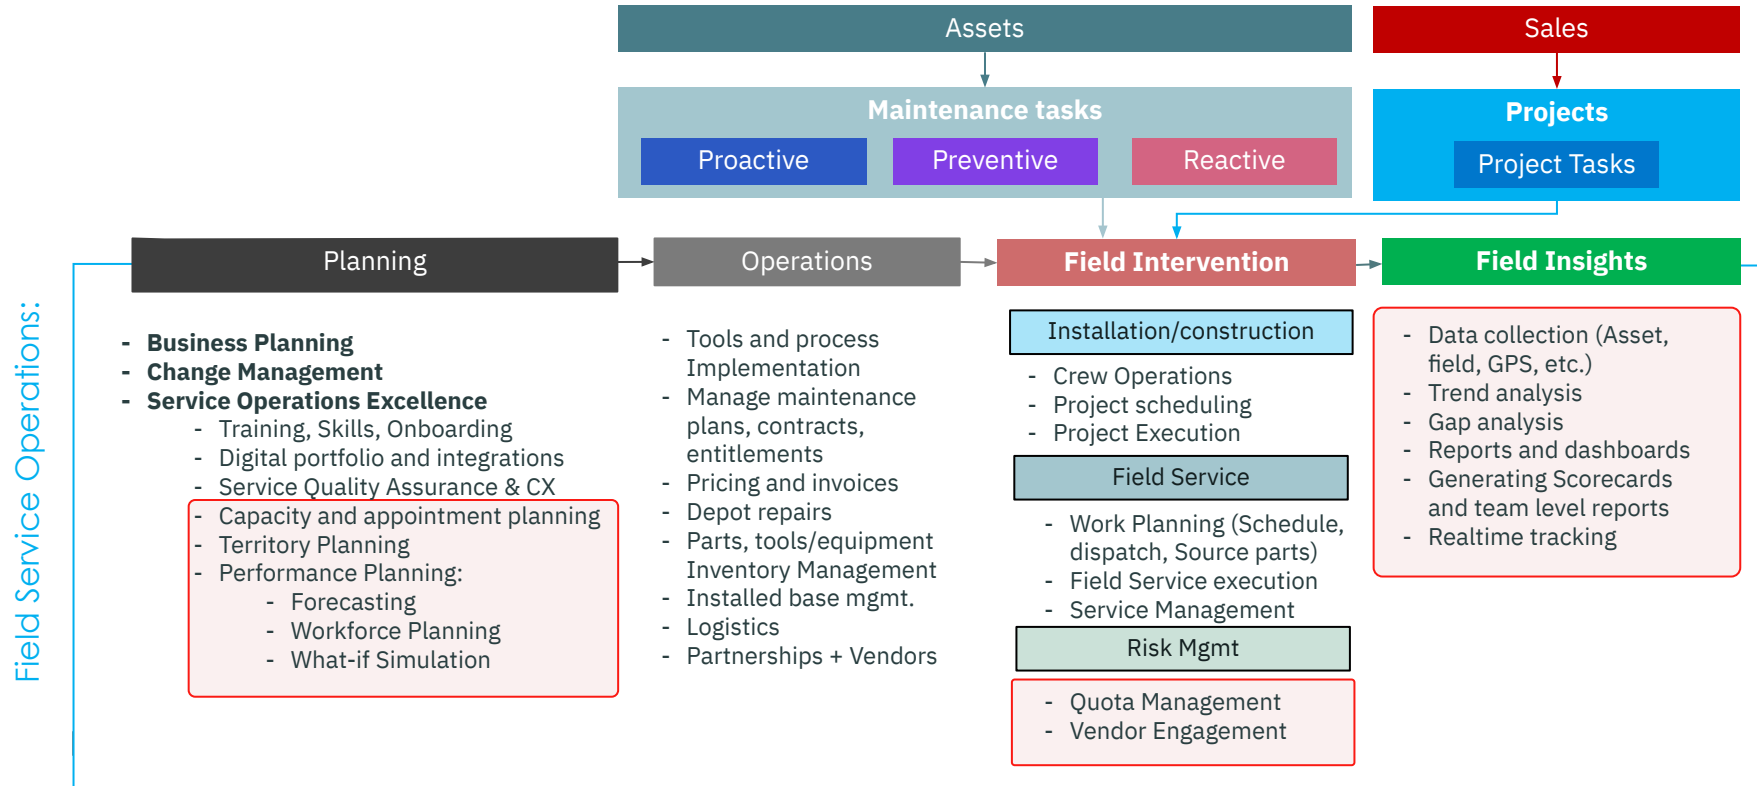 Assets
Sales
Maintenance tasks
Proactive
Preventive
Reactive
Projects
Project Tasks
Field Service Operations:
Planning
Operations
Field Intervention
Field Insights
- Business Planning
- Change Management
- Service Operations Excellence
- Training, Skills, Onboarding
- Digital portfolio and integrations
- Service Quality Assurance & CX
- Capacity and appointment planning
- Territory Planning
- Performance Planning:
- Forecasting
- Workforce Planning
- What-if Simulation
- Tools and process
Implementation
- Manage maintenance
plans, contracts,
entitlements
- Pricing and invoices
- Depot repairs
- Parts, tools/equipment
Inventory Management
- Installed base mgmt.
- Logistics
- Partnerships + Vendors
Installation/construction
- Crew Operations
- Project scheduling
- Project Execution
Field Service
- Work Planning (Schedule,
dispatch, Source parts)
- Field Service execution
- Service Management
Risk Mgmt
- Quota Management
- Vendor Engagement
- Data collection (Asset,
field, GPS, etc.)
- Trend analysis
- Gap analysis
- Reports and dashboards
- Generating Scorecards
and team level reports
- Realtime tracking